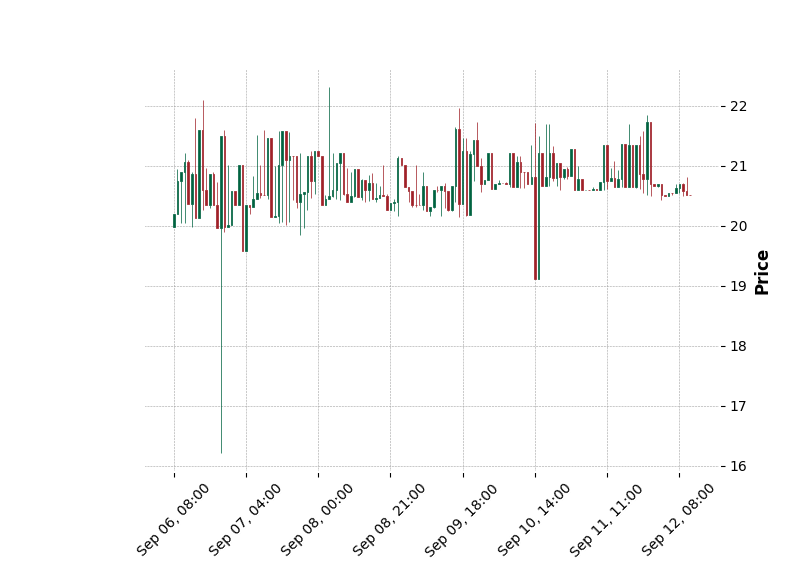 22
21
20
19
18
17
16
Price
Sep 06, 08:00
Sep 07, 04:00
Sep 08, 00:00
Sep 08, 21:00
Sep 09, 18:00
Sep 10, 14:00
Sep 11, 11:00
Sep 12, 08:00